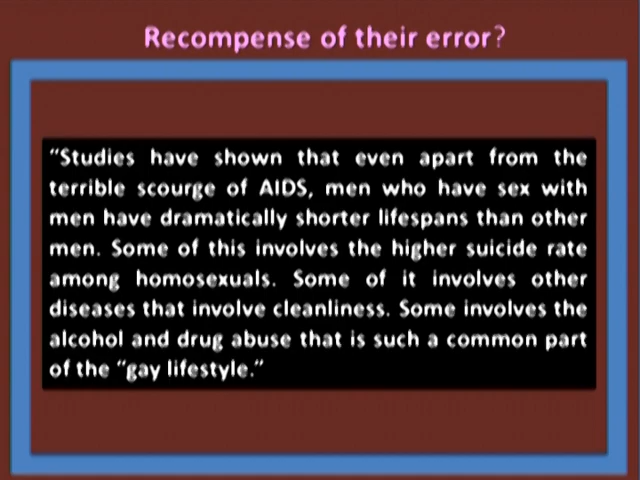 Recompense of their error?
“Studies have shown that even apart from the
terrible scourge of AIDS, men who have sex with
men have dramatically shorter lifespans than other
men. Some of this involves the higher suicide rate
among homosexuals. Some of it involves other
diseases that involve cleanliness. Some involves the
alcohol and drug abuse that is such a common part
of the “gay lifestyle.”